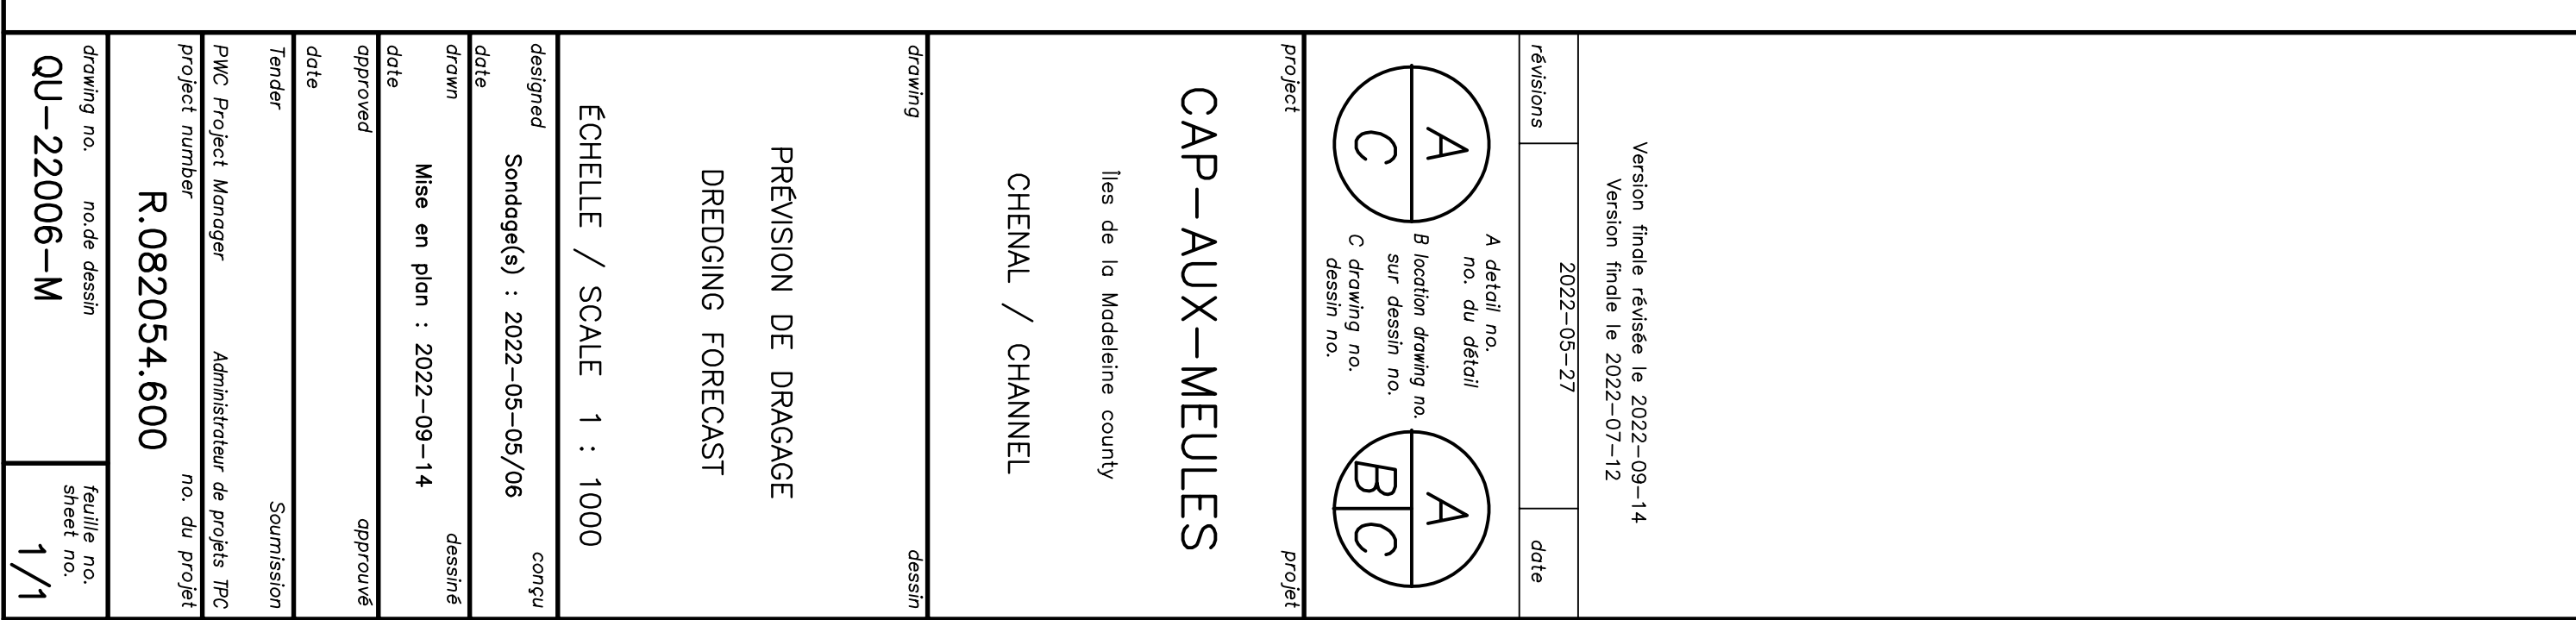 Version finale révisée le 2022-09-14
Version finale le 2022-07-12
2022-05-27
révisions date
A detail no.
no. du détail
B location drawing no.
sur dessin no.
C drawing no.
dessin no.
A
C
A
B C
project projet
CAP-AUX-MEULES
Îles de la Madeleine county
CHENAL / CHANNEL
drawing dessin
PRÉVISION DE DRAGAGE
DREDGING FORECAST
ÉCHELLE / SCALE 1 : 1000
designed conçu
Sondage(s) : 2022-05-05/06
date
drawn dessiné
Mise en plan : 2022-09-14
date
approved approuvé
date
Tender Soumission
PWC Project Manager Administrateur de projets TPC
project number no. du projet
R.082054.600
drawing no. no.de dessin
QU-22006-M
feuille no.
sheet no.
1/1